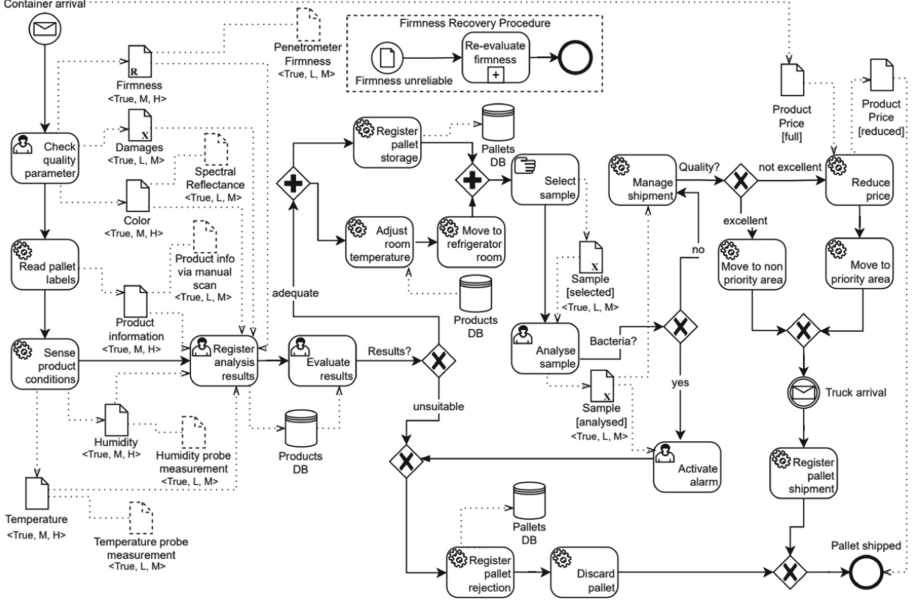 Container arrival
Firmness
<True, M, H>
R
Penetrometer
Firmness
<True, L, M>
Firmness Recovery Procedure
Firmness unreliable
Re-evaluate
firmness
Product
Price
[full]
Product
Price
[reduced]
Check
quality
parameter
Damages
<True, L, M>
X
Color
<True, M, H>
Spectral
Reflectance
<True, L, M>
Register
pallet
storage
Pallets
DB
Select
sample
Manage
shipment
Quality?
not excellent
excellent
Reduce
price
Read pallet
labels
Product info
via manual
scan
<True, L, M>
Adjust
room
temperature
Move to
refrigerator
room
Sample
[selected]
<True, L, M>
X
no
Move to non
priority area
Move to
priority area
Product
information
<True, M, H>
adequate
Products
DB
Sense
product
conditions
Register
analysis
results
Evaluate
results
Results?
Analyse
sample
Bacteria?
yes
Truck arrival
Humidity
<True, M, H>
Humidity probe
measurement
<True, L, M>
Products
DB
unsuitable
Sample
[analysed]
<True, L, M>
X
Activate
alarm
Register
pallet
shipment
Temperature
<True, M, H>
Temperature probe
measurement
<True, L, M>
Pallets
DB
Register
pallet
rejection
Discard
pallet
Pallet shipped